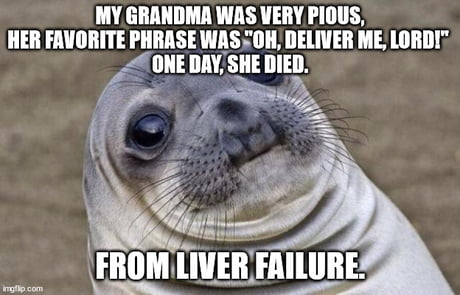 MY GRANDMA WAS VERY PIOUS,
HER FAVORITE PHRASE WAS "OH, DELIVER ME, LORD!"
ONE DAY, SHE DIED.
FROM LIVER FAILURE.
imgflip.com